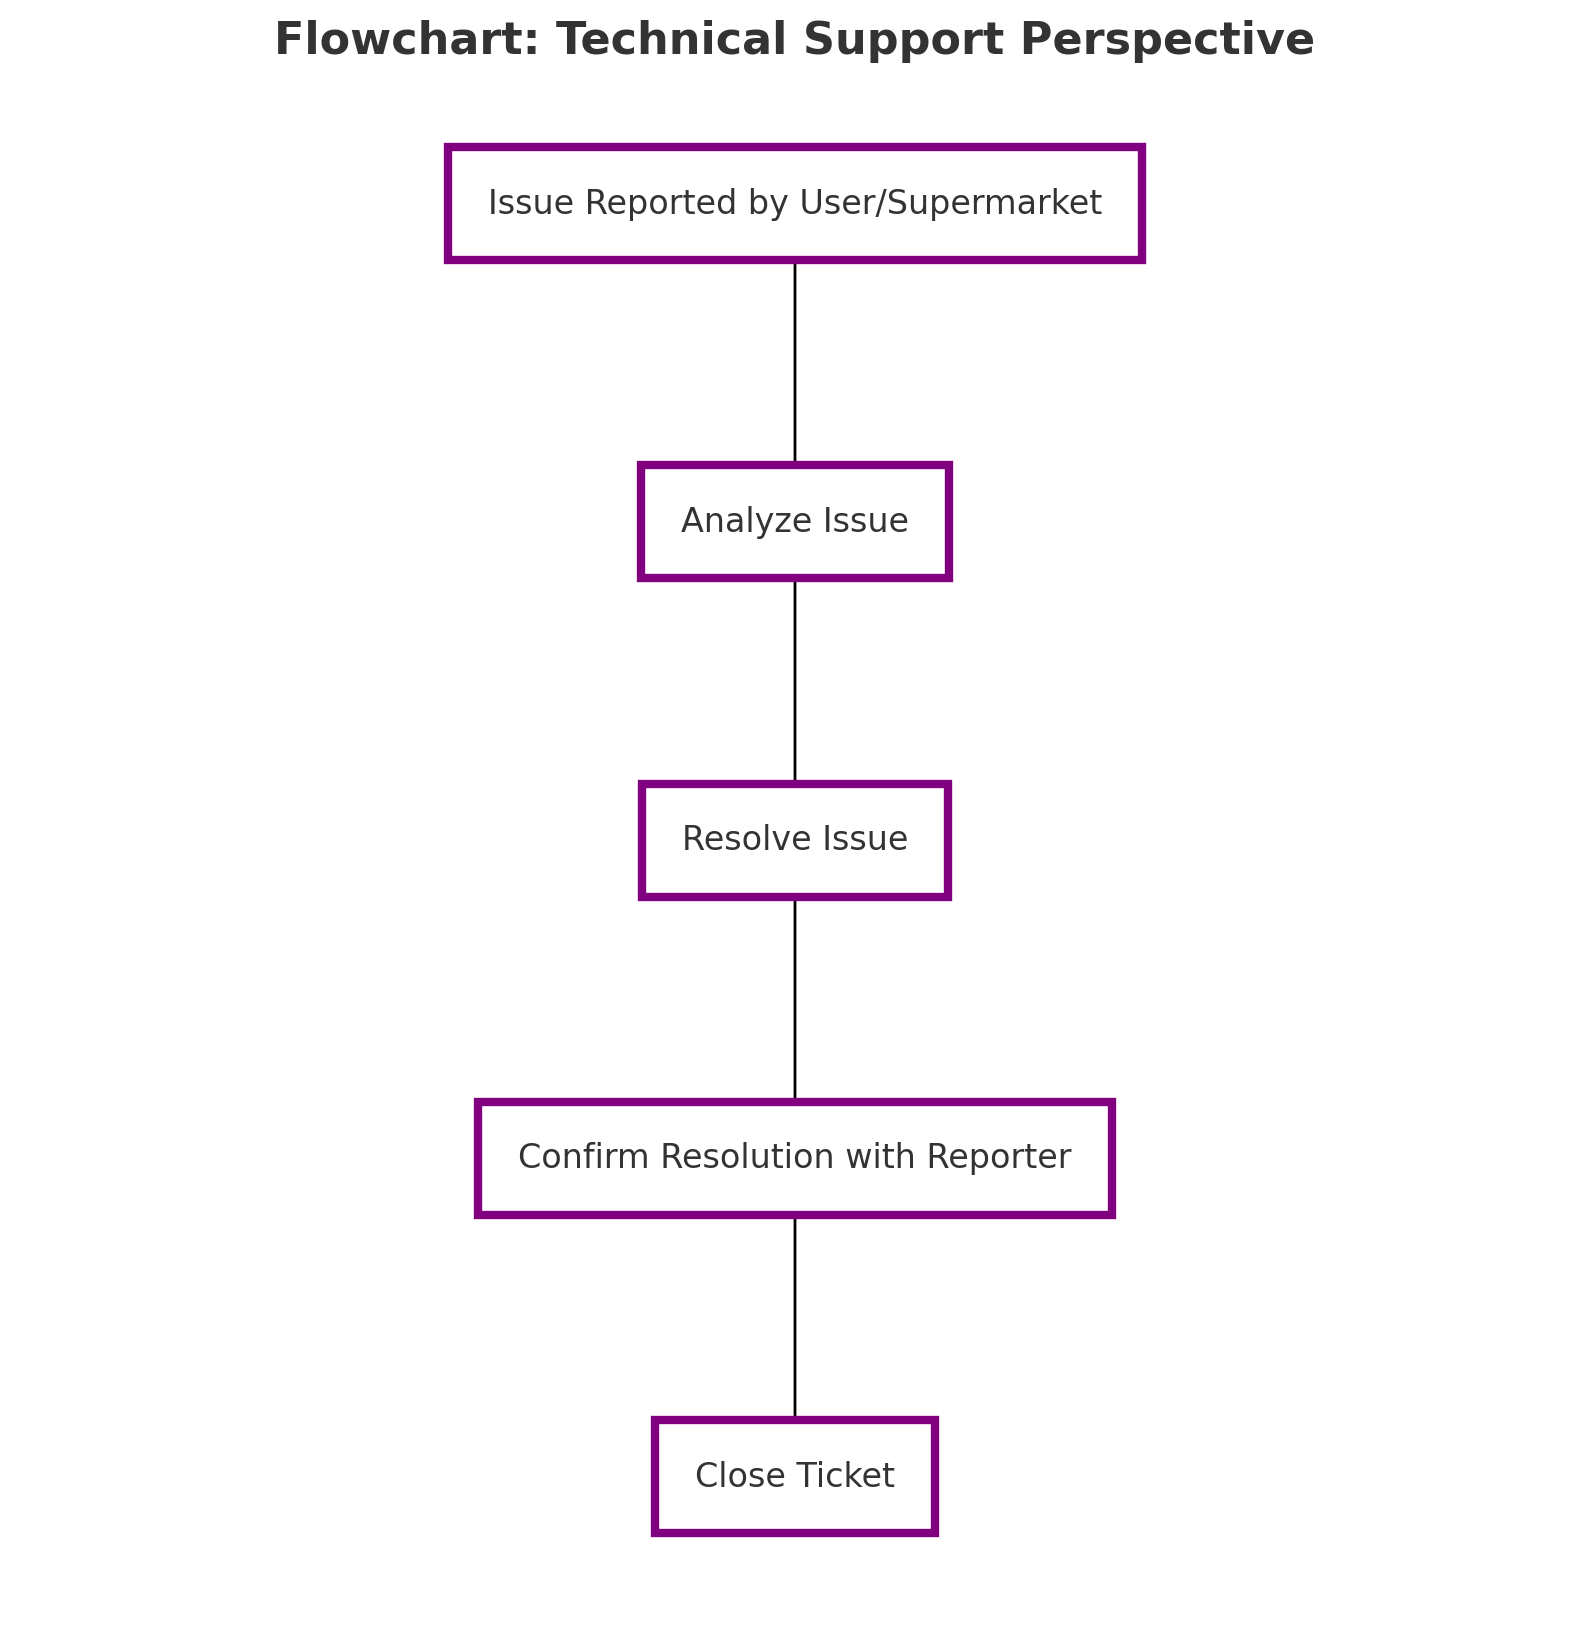 Flowchart: Technical Support Perspective
Issue Reported by User/Supermarket
Analyze Issue
Resolve Issue
Confirm Resolution with Reporter
Close Ticket